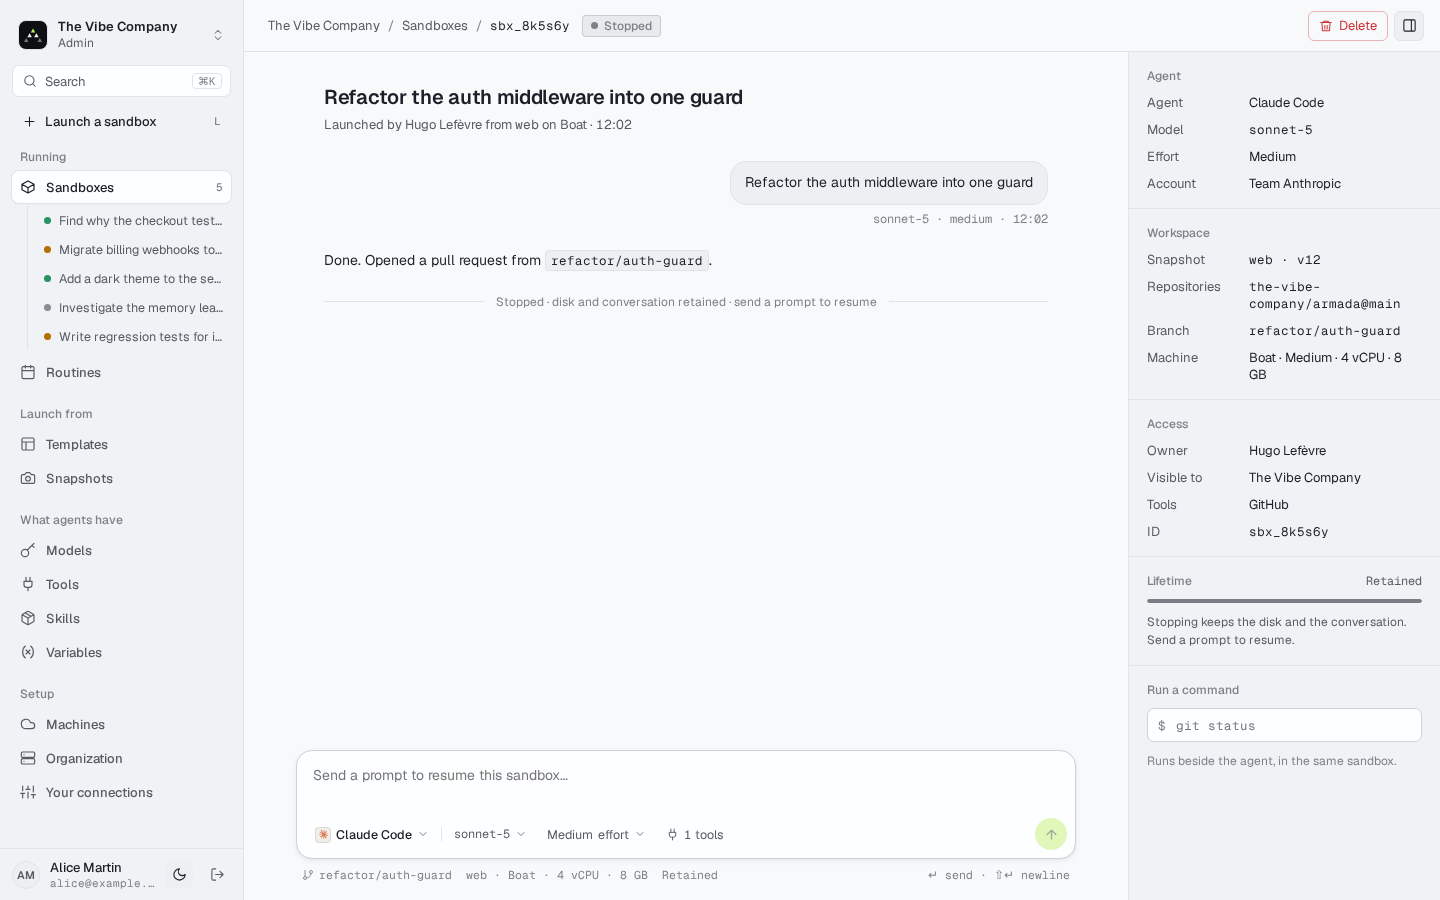 The Vibe Company
Admin
Search ⌘K
Launch a sandbox L
Running
Sandboxes 5
Find why the checkout test…
Migrate billing webhooks to…
Add a dark theme to the se…
Investigate the memory lea…
Write regression tests for i…
Routines
Launch from
Templates
Snapshots
What agents have
Models
Tools
Skills
Variables
Setup
Machines
Organization
Your connections
AM
Alice Martin
alice@example.…
The Vibe Company / Sandboxes / sbx_8k5s6y Stopped
Delete
Refactor the auth middleware into one guard
Launched by Hugo Lefèvre from web on Boat · 12:02
Refactor the auth middleware into one guard
sonnet-5 · medium · 12:02
Done. Opened a pull request from refactor/auth-guard.
Stopped · disk and conversation retained · send a prompt to resume
Send a prompt to resume this sandbox…
Claude Code sonnet-5 Medium effort 1 tools
refactor/auth-guard web · Boat · 4 vCPU · 8 GB Retained
↵ send · ⇧↵ newline
Agent
Agent Claude Code
Model sonnet-5
Effort Medium
Account Team Anthropic
Workspace
Snapshot web · v12
Repositories the-vibe-
company/armada@main
Branch refactor/auth-guard
Machine Boat · Medium · 4 vCPU · 8
GB
Access
Owner Hugo Lefèvre
Visible to The Vibe Company
Tools GitHub
ID sbx_8k5s6y
Lifetime Retained
Stopping keeps the disk and the conversation.
Send a prompt to resume.
Run a command
$ git status
Runs beside the agent, in the same sandbox.